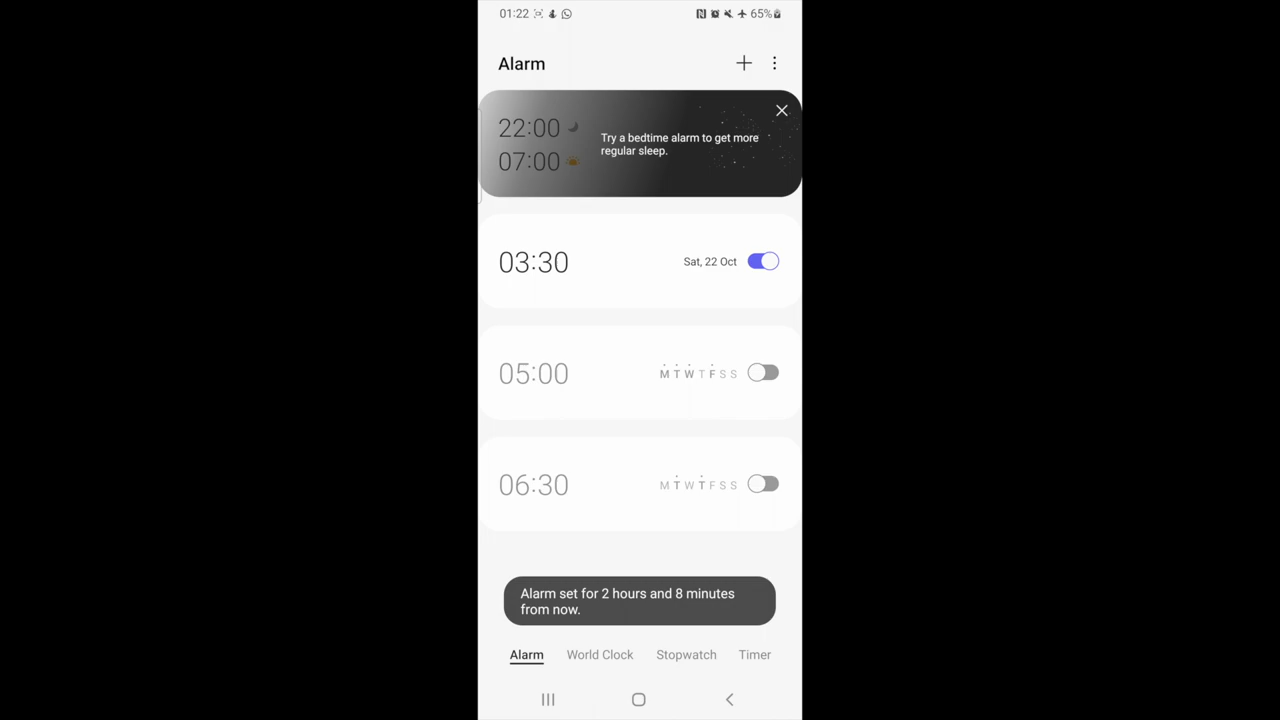 01:22 65%
Alarm
22:00
07:00
Try a bedtime alarm to get more
regular sleep.
03:30 Sat, 22 Oct
05:00 M T W T F S S
06:30 M T W T F S S
Alarm set for 2 hours and 8 minutes
from now.
Alarm World Clock Stopwatch Timer